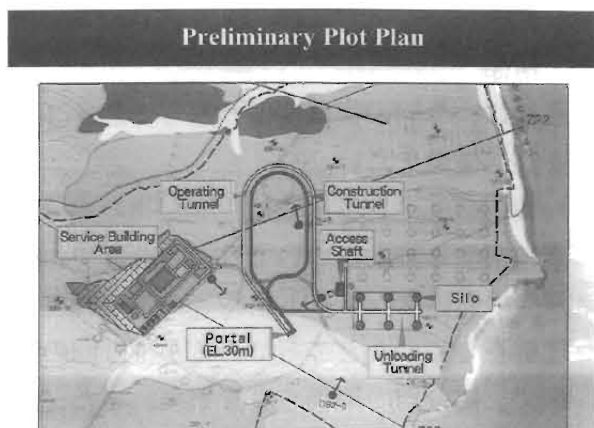 Preliminary Plot Plan
Operating
Tunnel
Construction
Tunnel
Service Building
Area
Access
Shaft
Silo
Portal
(EL.30m)
Unloading
Tunnel